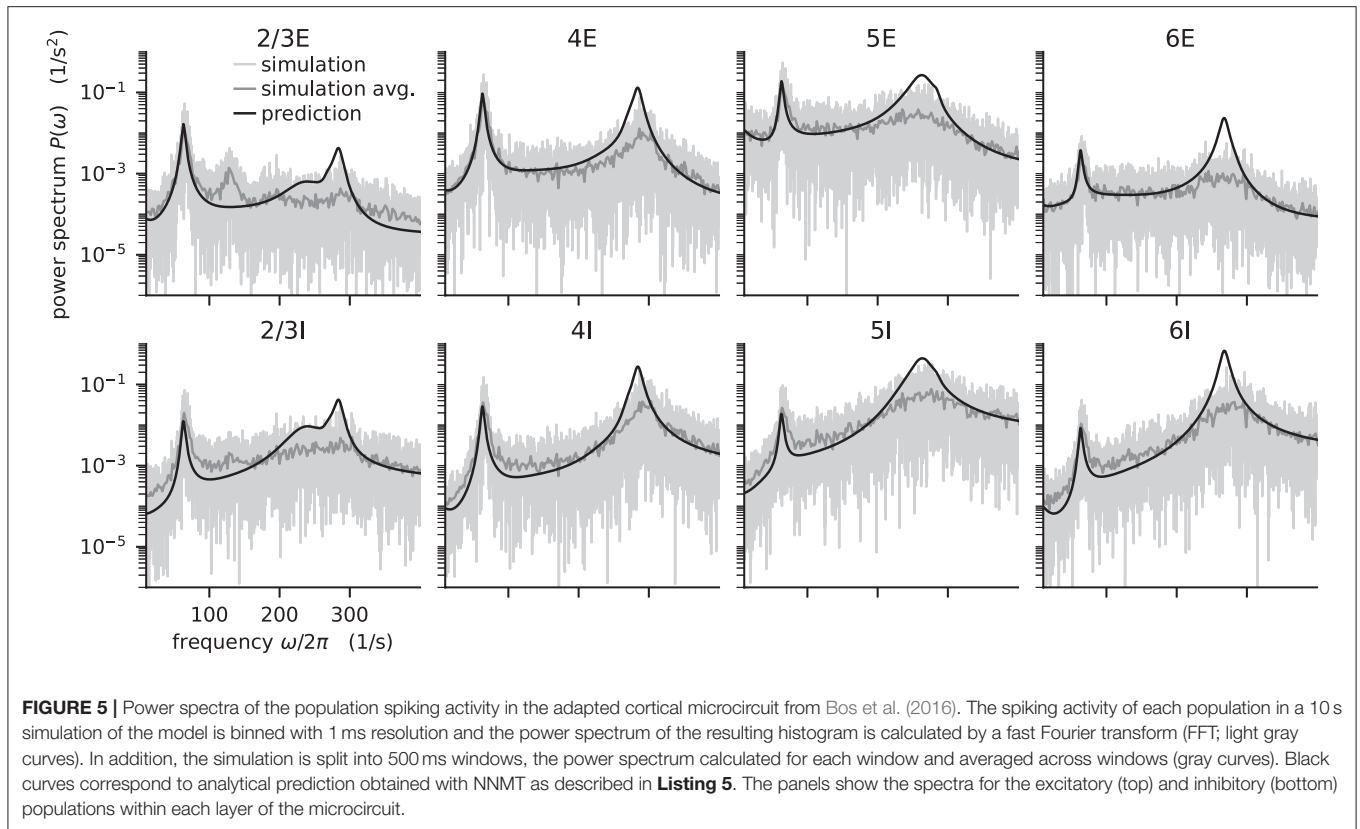 2/3E 4E 5E 6E
simulation
simulation avg.
prediction
power spectrum P(ω) (1/s²)
10⁻¹
10⁻³
10⁻⁵
2/3I 4I 5I 6I
10⁻¹
10⁻³
10⁻⁵
100 200 300
frequency ω/2π (1/s)
FIGURE 5 | Power spectra of the population spiking activity in the adapted cortical microcircuit from Bos et al. (2016). The spiking activity of each population in a 10 s
simulation of the model is binned with 1 ms resolution and the power spectrum of the resulting histogram is calculated by a fast Fourier transform (FFT; light gray
curves). In addition, the simulation is split into 500 ms windows, the power spectrum calculated for each window and averaged across windows (gray curves). Black
curves correspond to analytical prediction obtained with NNMT as described in Listing 5. The panels show the spectra for the excitatory (top) and inhibitory (bottom)
populations within each layer of the microcircuit.